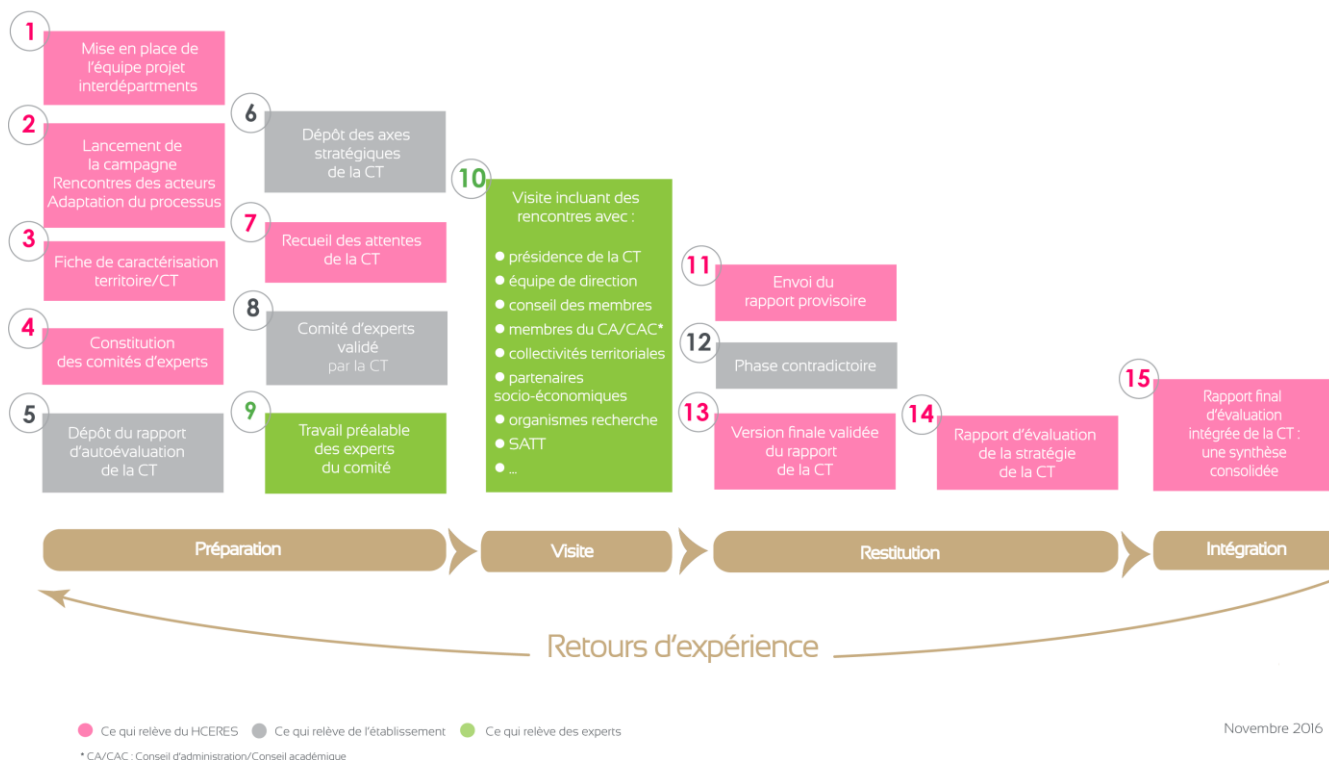 1
Mise en place de
l'équipe projet
interdépartments
2
Lancement de
la campagne
Rencontres des acteurs
Adaptation du processus
3
Fiche de caractérisation
territoire/CT
4
Constitution
des comités d'experts
5
Dépôt du rapport
d'autoévaluation
de la CT
6
Dépôt des axes
stratégiques
de la CT
7
Recueil des attentes
de la CT
8
Comité d'experts
validé
par la CT
9
Travail préalable
des experts
du comité
10
Visite incluant des
rencontres avec :
● présidence de la CT
● équipe de direction
● conseil des membres
● membres du CA/CAC*
● collectivités territoriales
● partenaires
socio-économiques
● organismes recherche
● SATT
● ...
11
Envoi du
rapport provisoire
12
Phase contradictoire
13
Version finale validée
du rapport
de la CT
14
Rapport d'évaluation
de la stratégie
de la CT
15
Rapport final
d'évaluation
intégrée de la CT :
une synthèse
consolidée
Préparation
Visite
Restitution
Intégration
Retours d'expérience
Ce qui relève du HCERES
Ce qui relève de l'établissement
Ce qui relève des experts
Novembre 2016
* CA/CAC : Conseil d'administration/Conseil académique